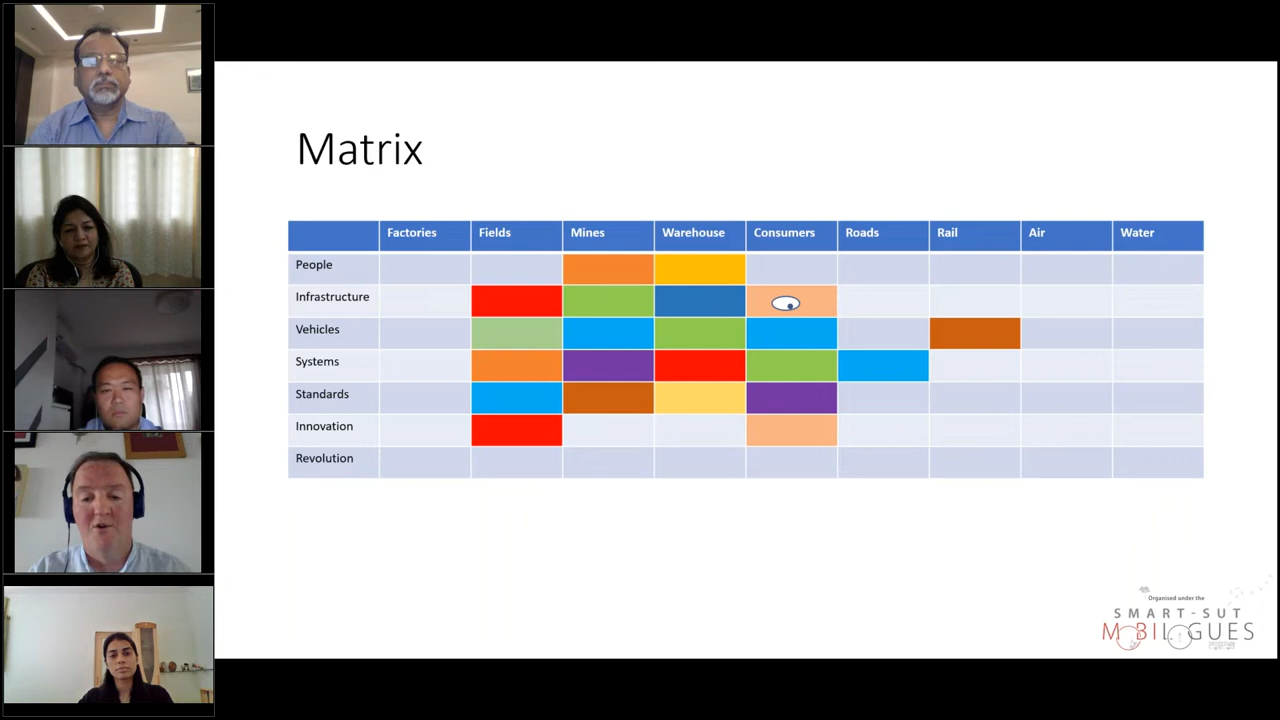 Matrix
Factories Fields Mines Warehouse Consumers Roads Rail Air Water
People
Infrastructure
Vehicles
Systems
Standards
Innovation
Revolution
Organised under the
SMART-SUT
MOBILOGUES